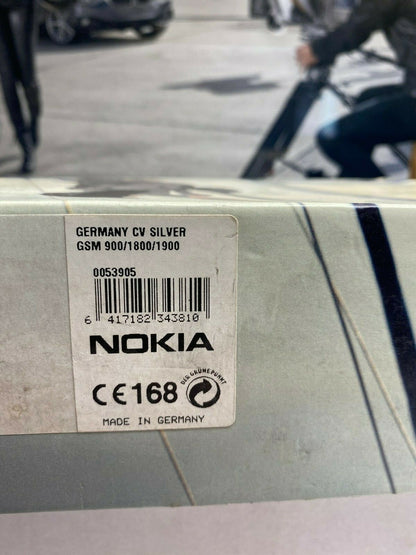 GERMANY CV SILVER
GSM 900/1800/1900
0053905
6 417182 343810
NOKIA
CE168
DER GRÜNE PUNKT
MADE IN GERMANY